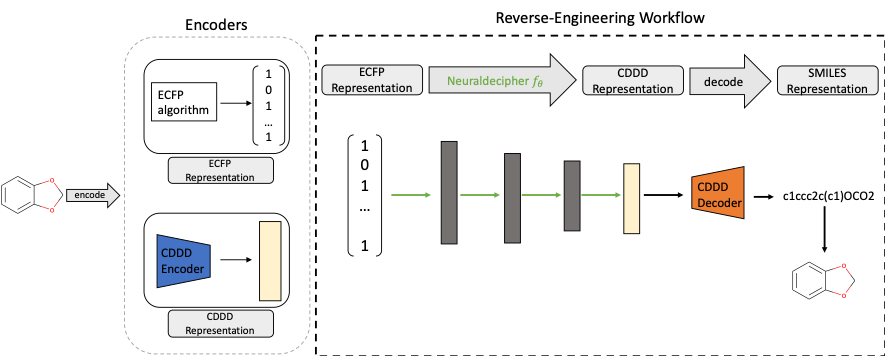 Encoders
ECFP
algorithm
1
0
1
...
1
ECFP
Representation
encode
CDDD
Encoder
CDDD
Representation
Reverse-Engineering Workflow
ECFP
Representation
Neuraldecipher fθ
CDDD
Representation
decode
SMILES
Representation
1
0
1
...
1
CDDD
Decoder
c1ccc2c(c1)OCO2
O
O
O
O